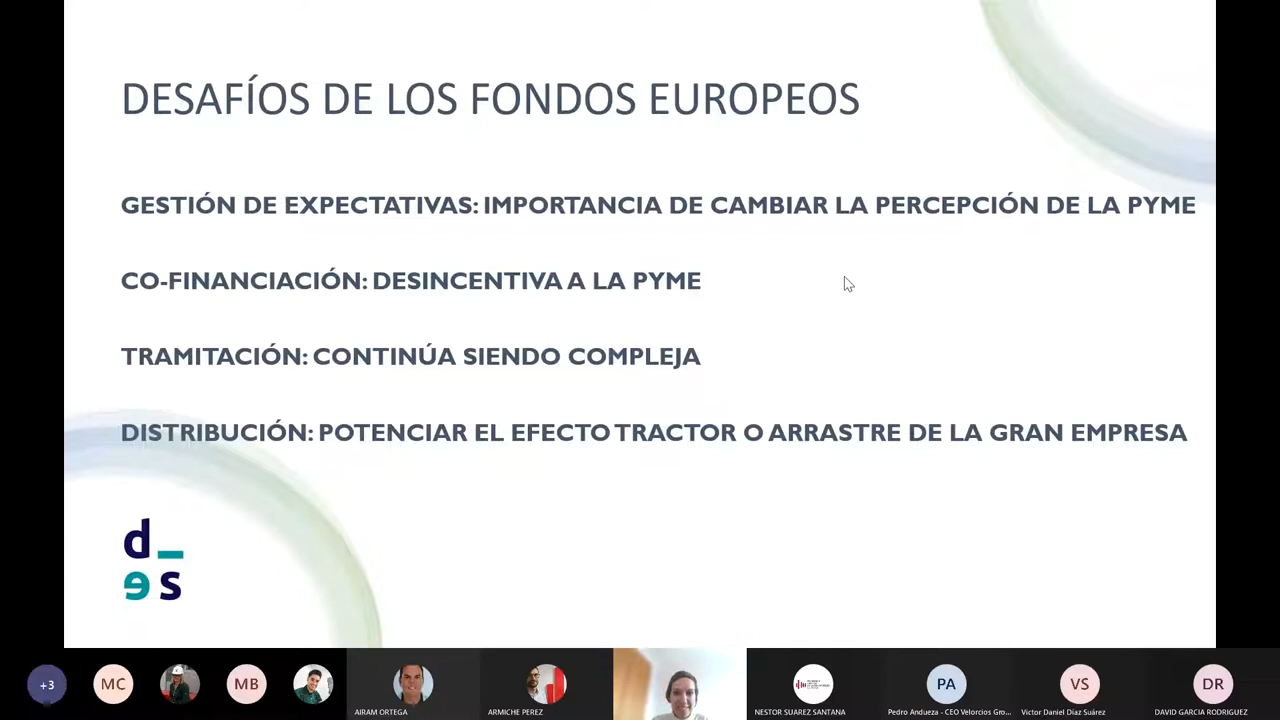 DESAFÍOS DE LOS FONDOS EUROPEOS
GESTIÓN DE EXPECTATIVAS: IMPORTANCIA DE CAMBIAR LA PERCEPCIÓN DE LA PYME
CO-FINANCIACIÓN: DESINCENTIVA A LA PYME
TRAMITACIÓN: CONTINÚA SIENDO COMPLEJA
DISTRIBUCIÓN: POTENCIAR EL EFECTO TRACTOR O ARRASTRE DE LA GRAN EMPRESA
d_
es
+3 MC MB PA VS DR
AIRAM ORTEGA ARMICHE PEREZ NESTOR SUAREZ SANTANA Pedro Andueza - CEO Velorcios Gro... Victor Daniel Díaz Suárez DAVID GARCIA RODRIGUEZ